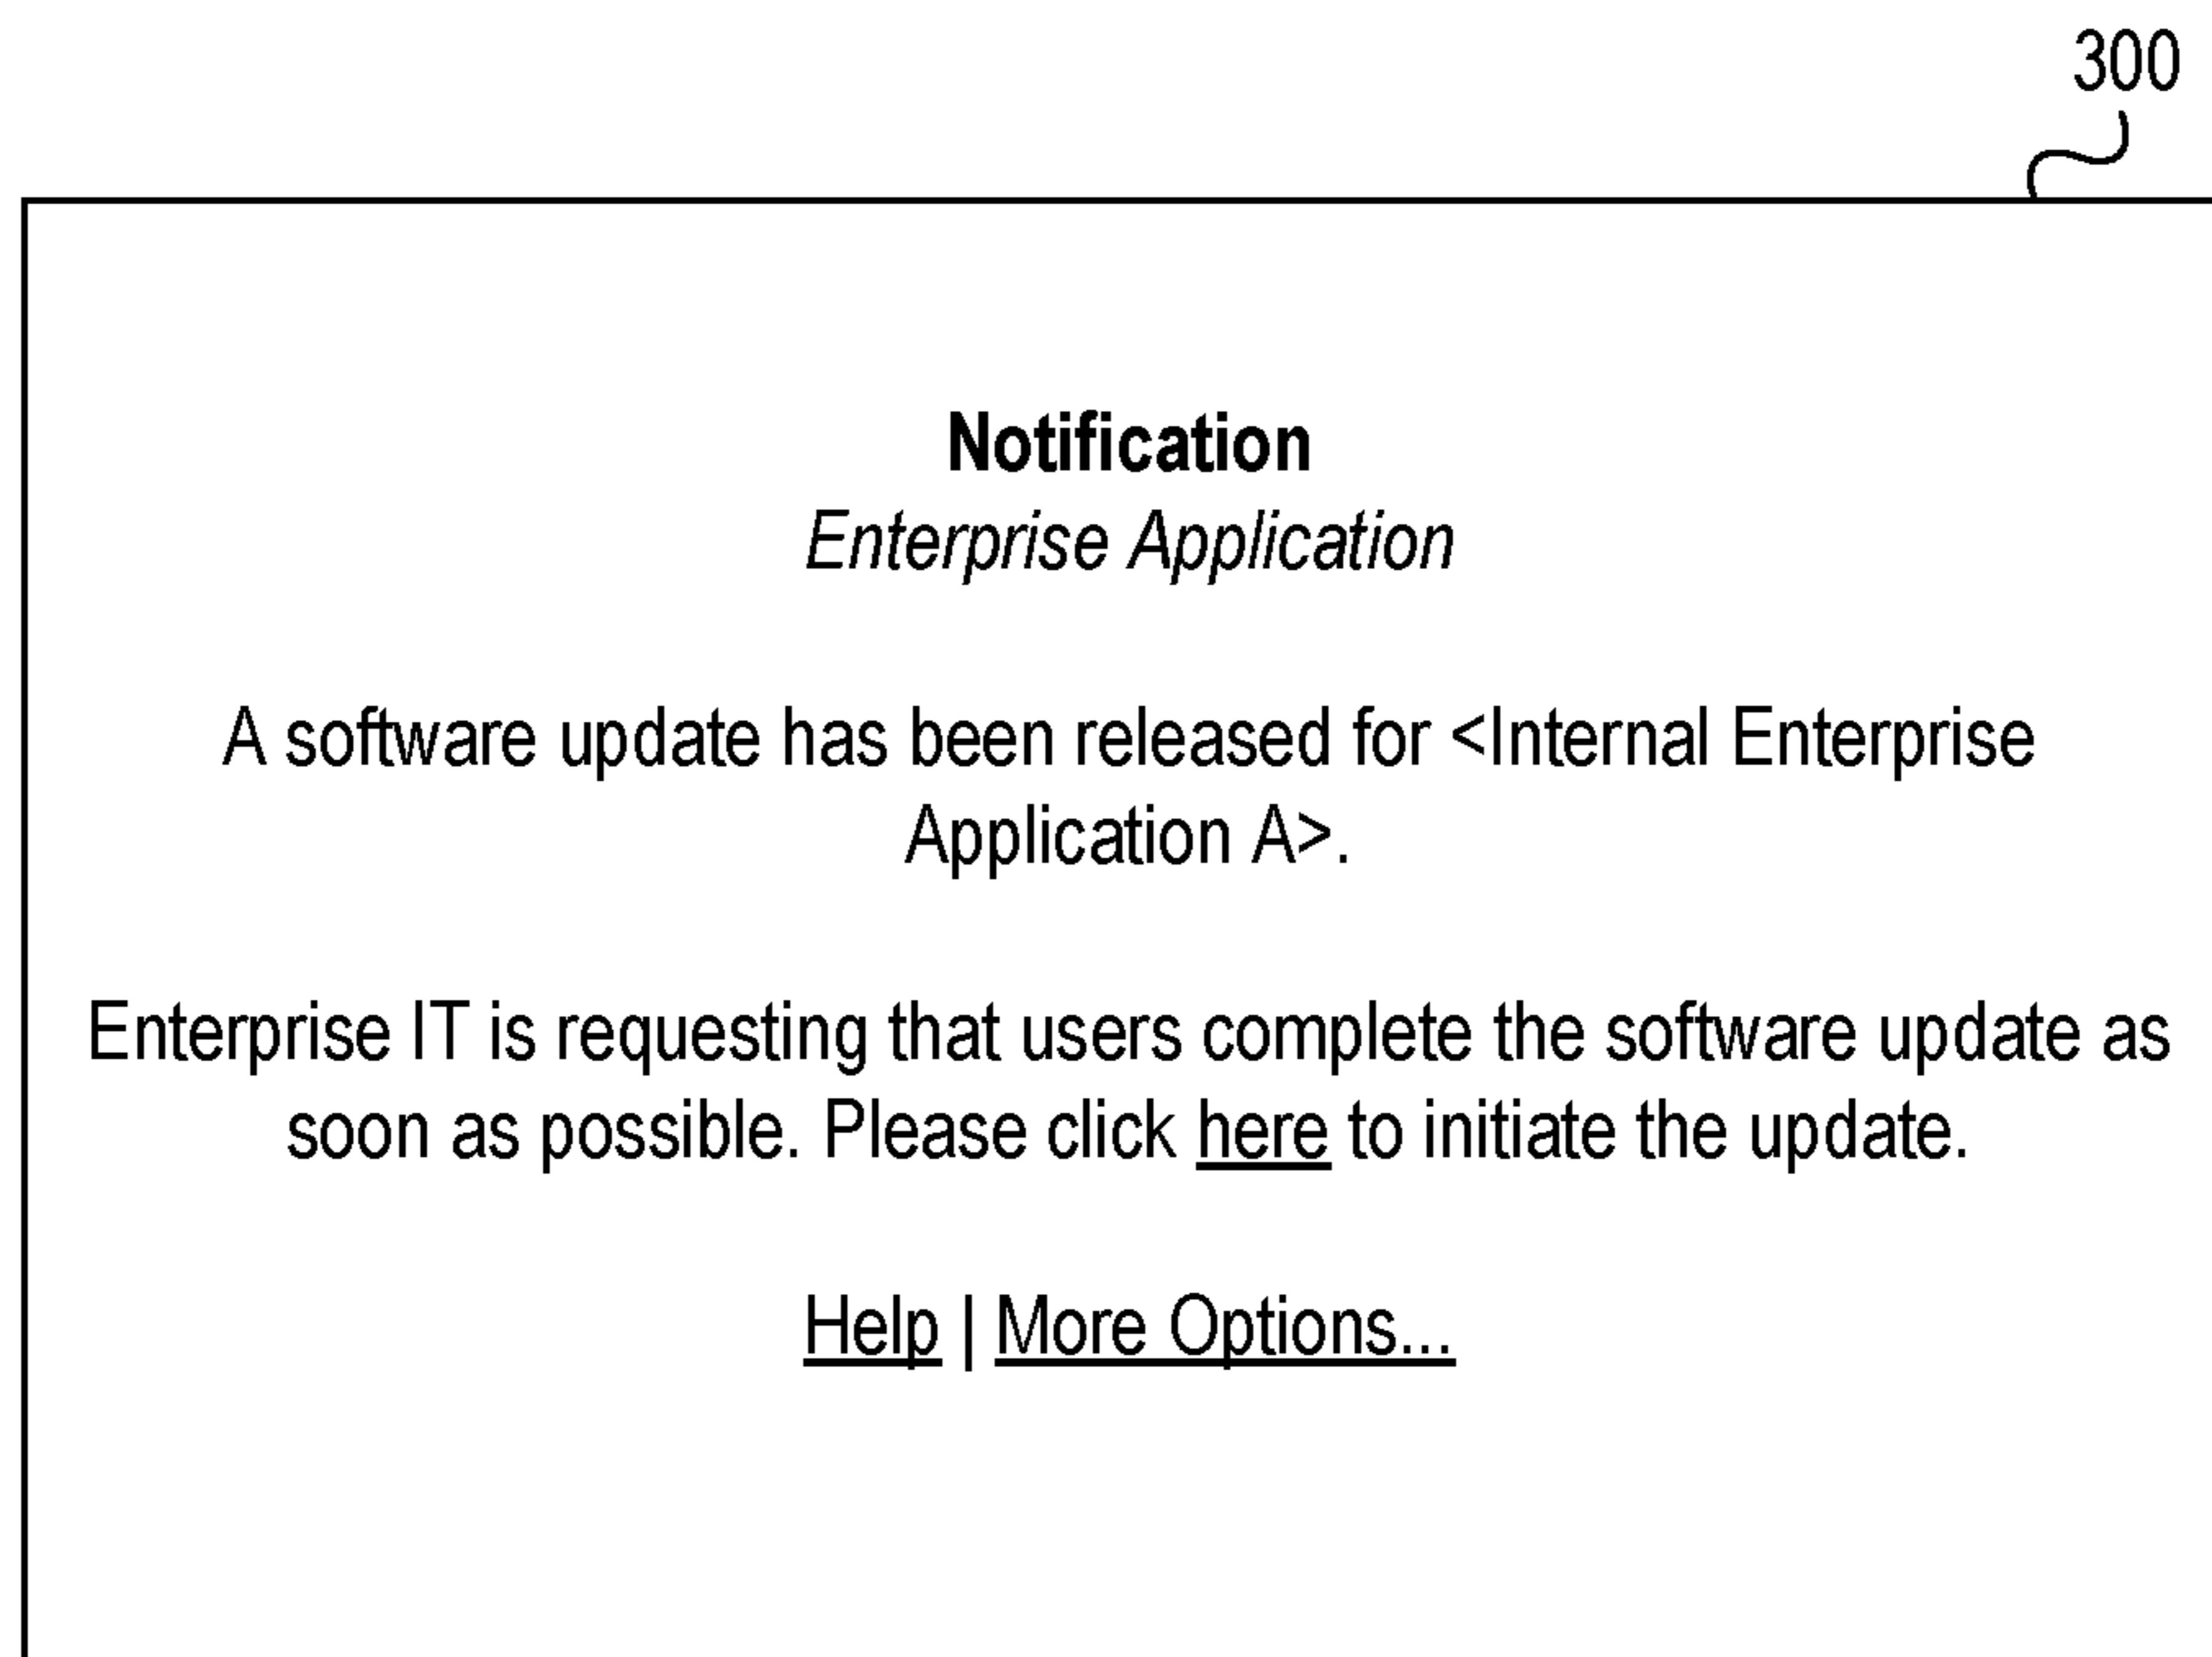 300
Notification
Enterprise Application
A software update has been released for <Internal Enterprise
Application A>.
Enterprise IT is requesting that users complete the software update as
soon as possible. Please click here to initiate the update.
Help | More Options...